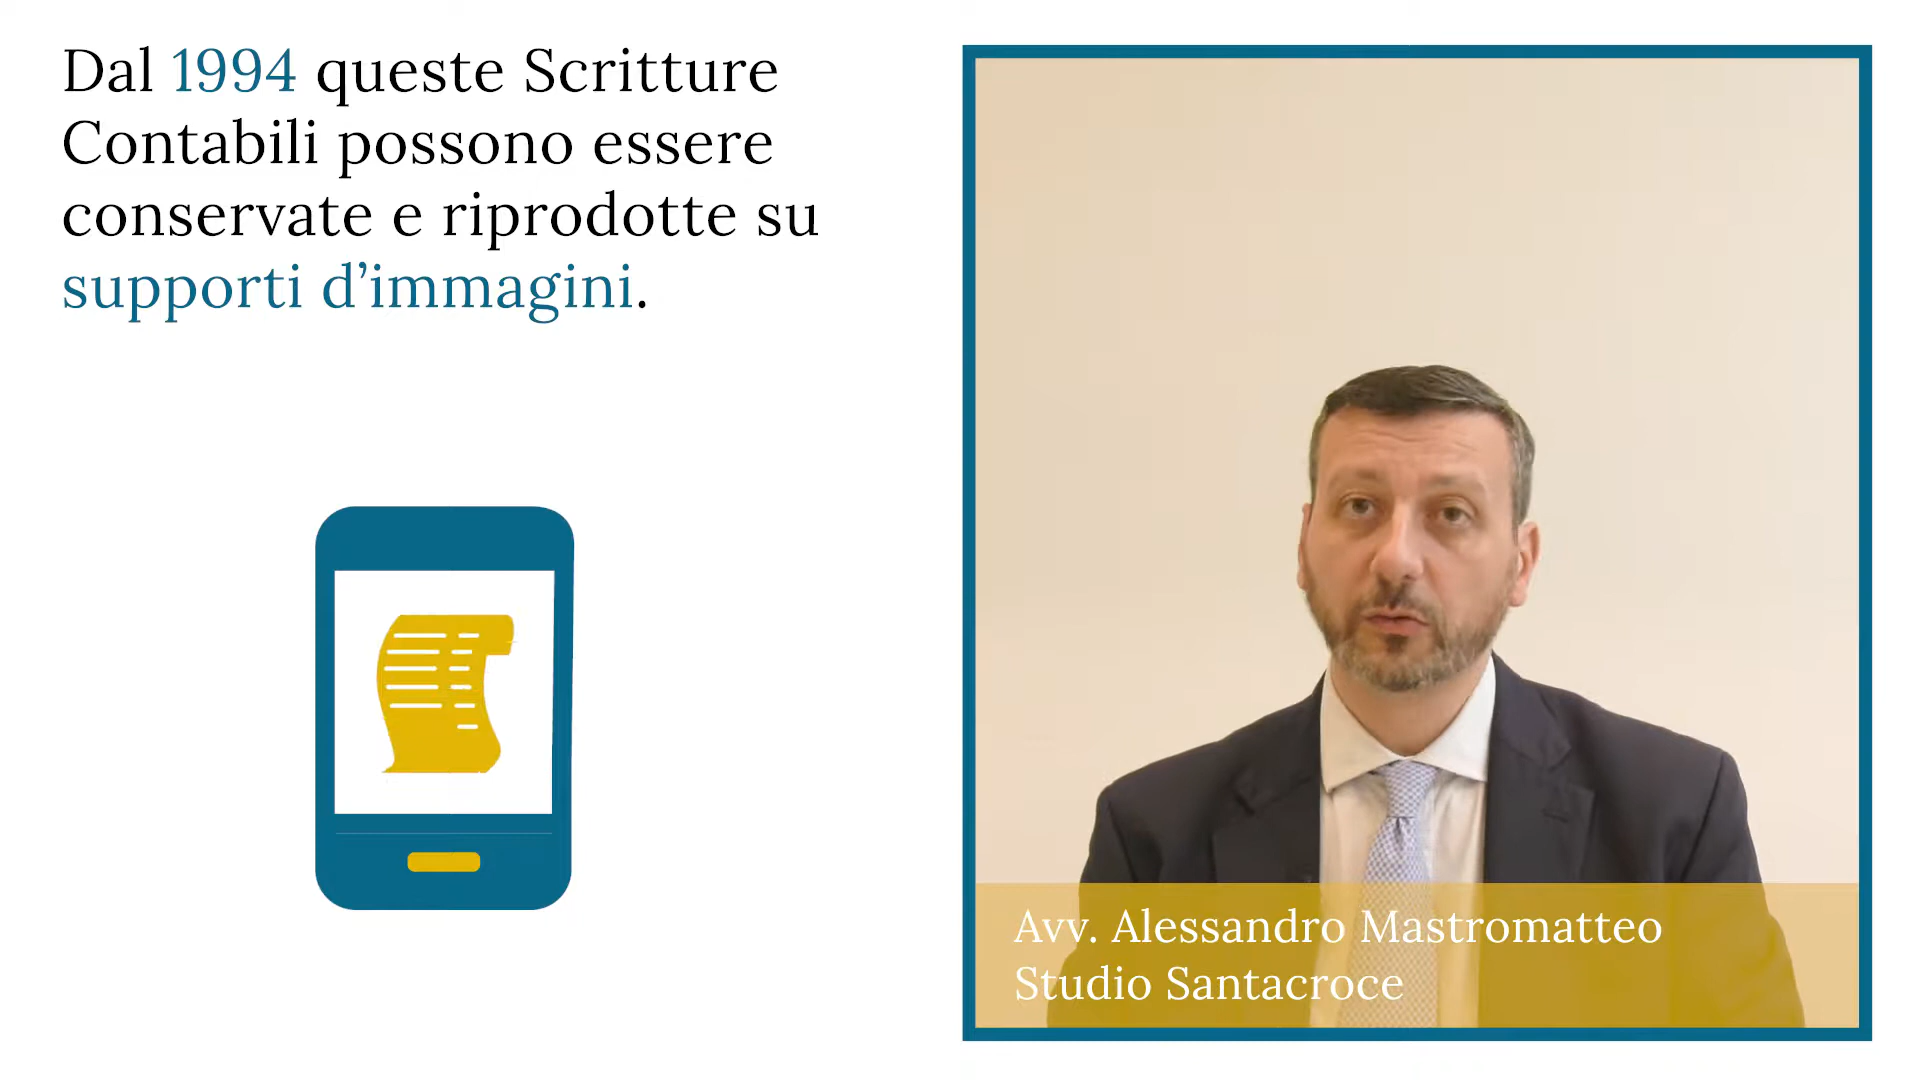 Dal 1994 queste Scritture
Contabili possono essere
conservate e riprodotte su
supporti d’immagini.
Avv. Alessandro Mastromatteo
Studio Santacroce